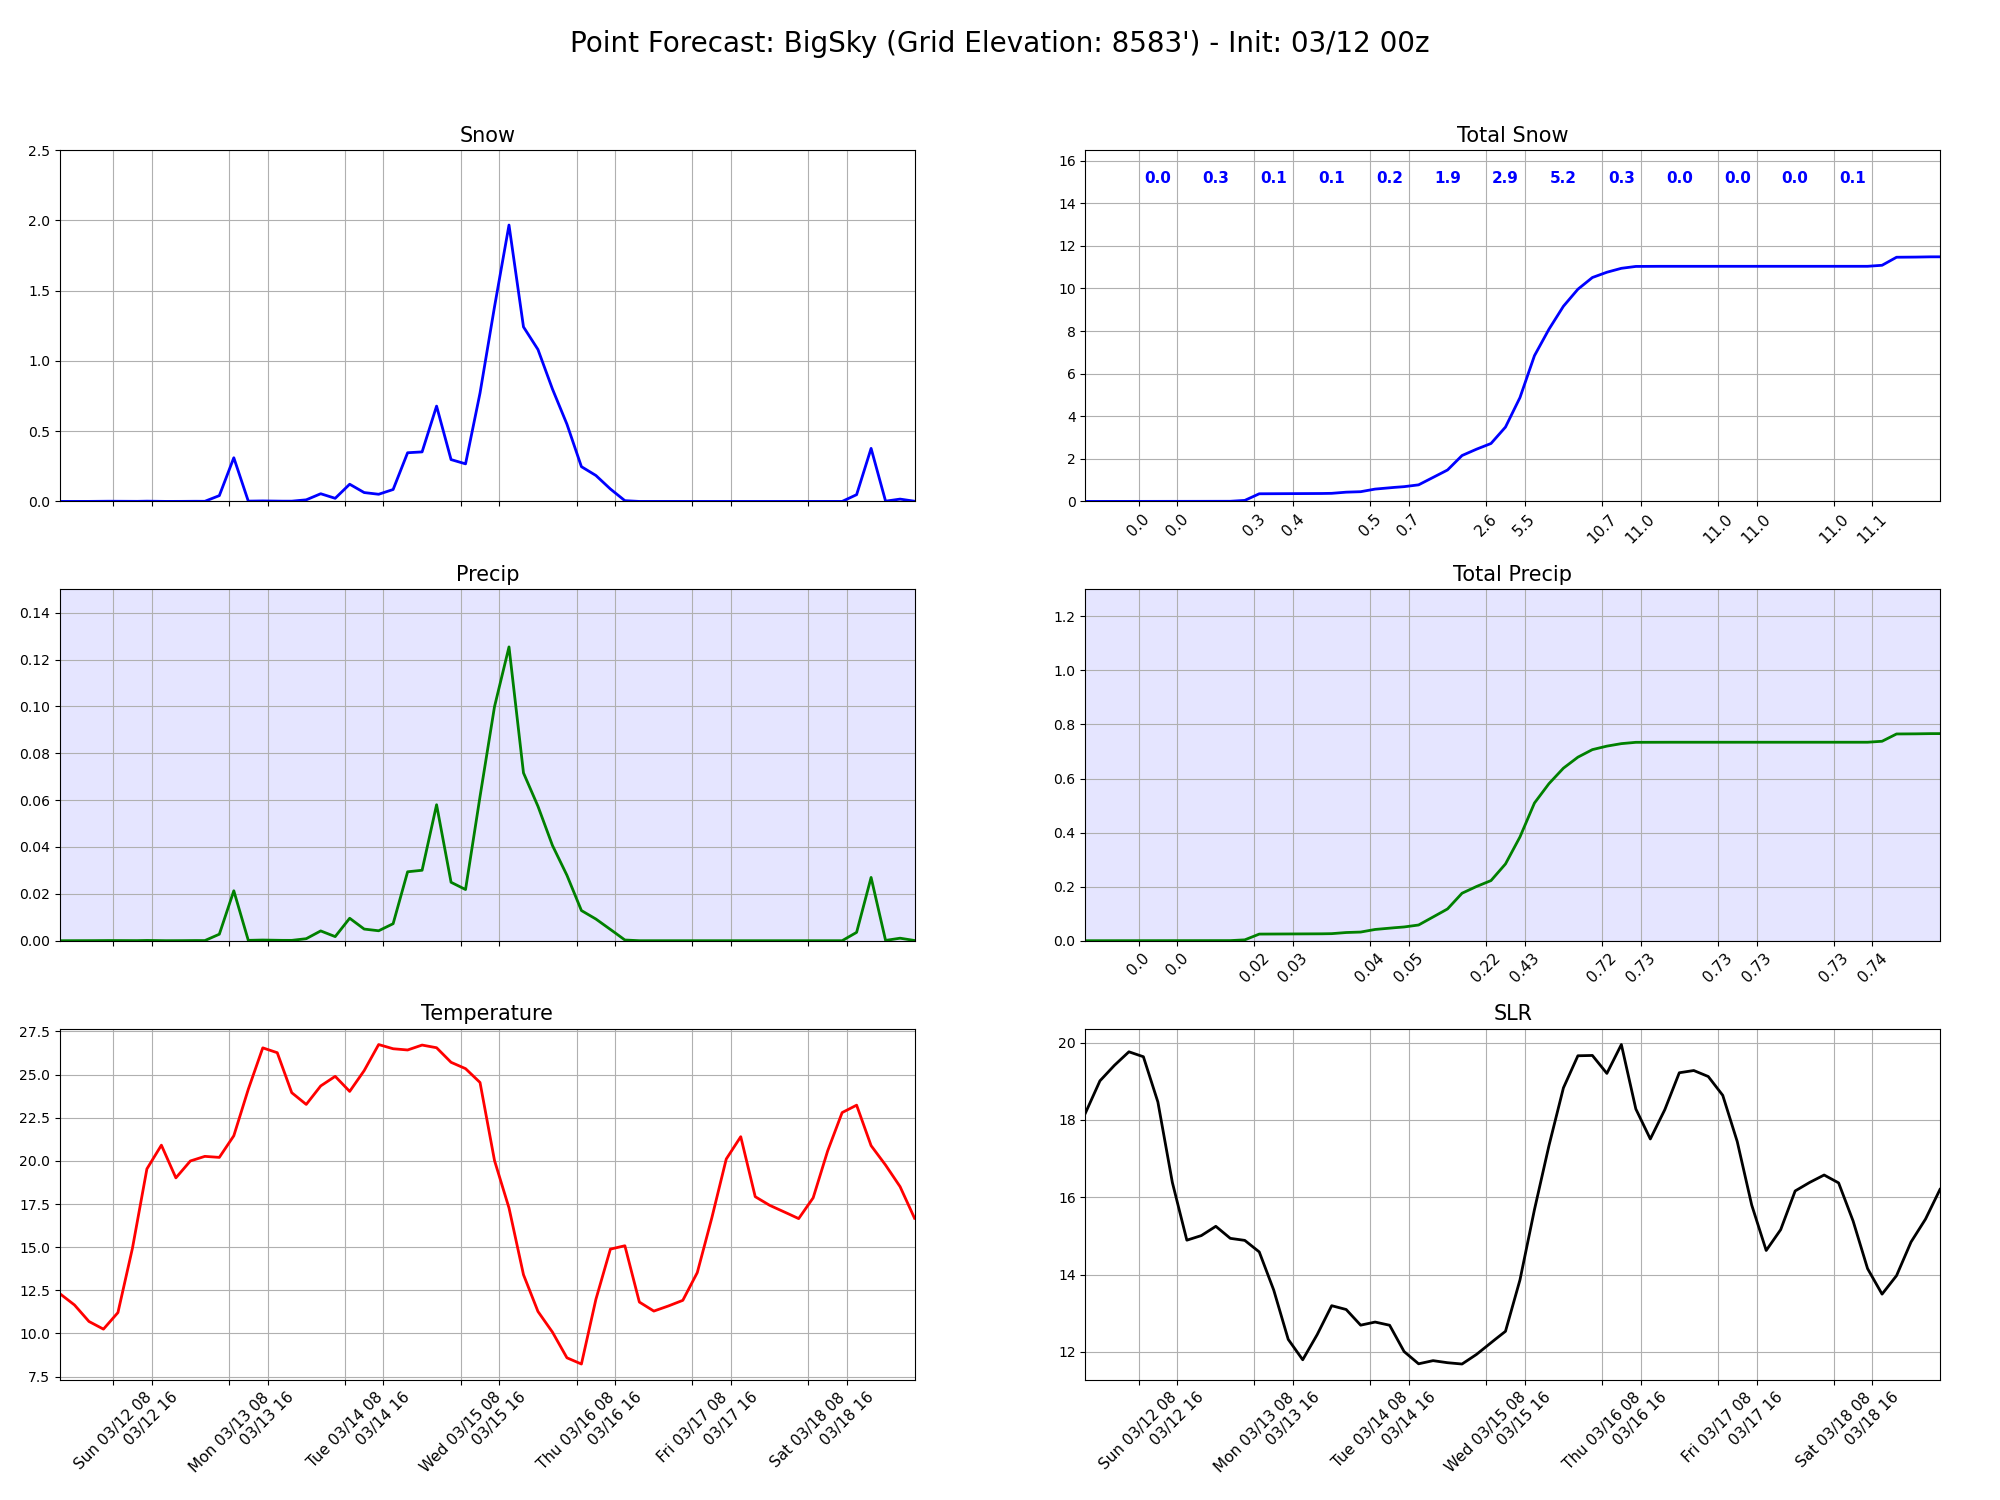 Point Forecast: BigSky (Grid Elevation: 8583') - Init: 03/12 00z
Snow
2.5
2.0
1.5
1.0
0.5
0.0
Total Snow
16
14
12
10
8
6
4
2
0
0.0 0.3 0.1 0.1 0.2 1.9 2.9 5.2 0.3 0.0 0.0 0.0 0.1
0.0 0.0 0.3 0.4 0.5 0.7 2.6 5.5 10.7 11.0 11.0 11.0 11.0 11.1
Precip
0.14
0.12
0.10
0.08
0.06
0.04
0.02
0.00
Total Precip
1.2
1.0
0.8
0.6
0.4
0.2
0.0
0.0 0.0 0.02 0.03 0.04 0.05 0.22 0.43 0.72 0.73 0.73 0.73 0.73 0.74
Temperature
27.5
25.0
22.5
20.0
17.5
15.0
12.5
10.0
7.5
Sun 03/12 08
03/12 16
Mon 03/13 08
03/13 16
Tue 03/14 08
03/14 16
Wed 03/15 08
03/15 16
Thu 03/16 08
03/16 16
Fri 03/17 08
03/17 16
Sat 03/18 08
03/18 16
SLR
20
18
16
14
12
Sun 03/12 08
03/12 16
Mon 03/13 08
03/13 16
Tue 03/14 08
03/14 16
Wed 03/15 08
03/15 16
Thu 03/16 08
03/16 16
Fri 03/17 08
03/17 16
Sat 03/18 08
03/18 16